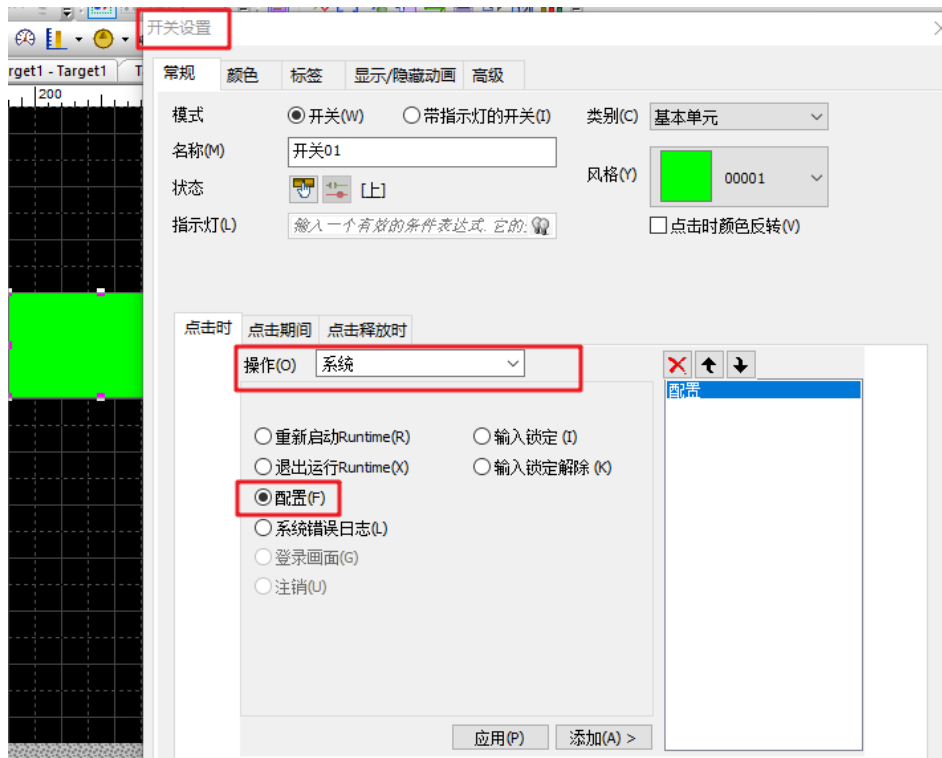 开关设置
rget1 - Target1
T
200
常规 颜色 标签 显示/隐藏动画 高级
模式 开关(W) 带指示灯的开关(I) 类别(C) 基本单元
名称(M) 开关01
风格(Y) 00001
状态 [上]
指示灯(L) 输入一个有效的条件表达式. 它的:
点击时颜色反转(V)
点击时 点击期间 点击释放时
操作(O) 系统
配置
重新启动Runtime(R) 输入锁定 (I)
退出运行Runtime(X) 输入锁定解除 (K)
配置(F)
系统错误日志(L)
登录画面(G)
注销(U)
应用(P) 添加(A) >